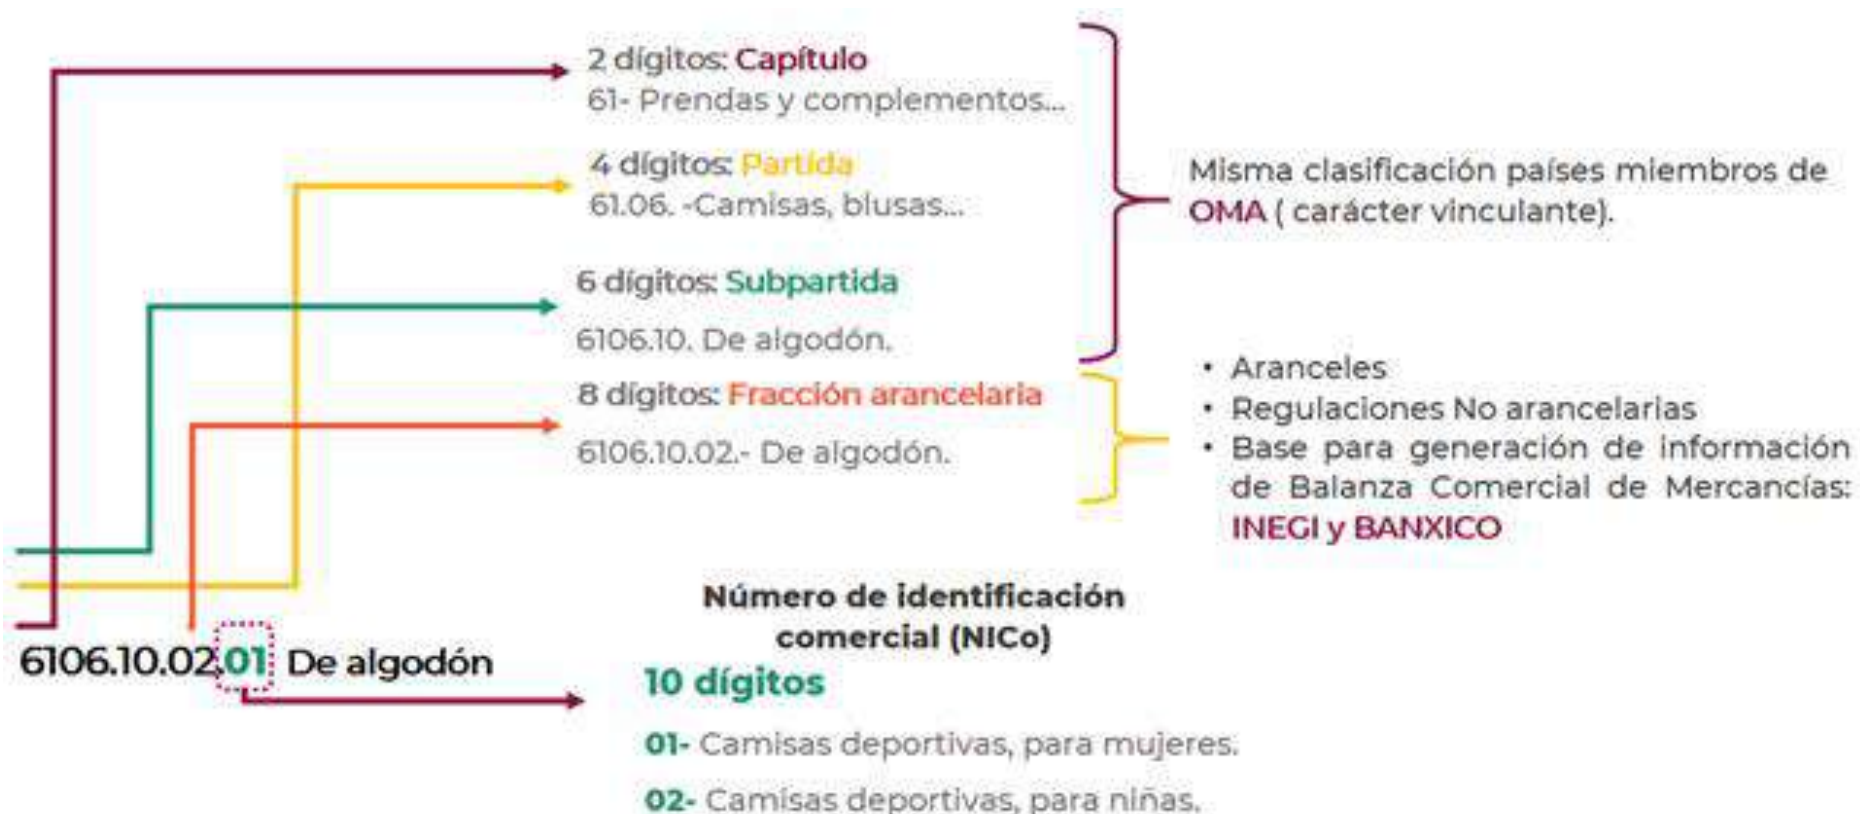 2 dígitos: Capítulo
61- Prendas y complementos...
4 dígitos: Partida
61.06. -Camisas, blusas...
6 dígitos: Subpartida
6106.10. De algodón.
8 dígitos: Fracción arancelaria
6106.10.02.- De algodón.
Misma clasificación países miembros de
OMA ( carácter vinculante).
• Aranceles
• Regulaciones No arancelarias
• Base para generación de información
de Balanza Comercial de Mercancías:
INEGI y BANXICO
6106.10.02.01 De algodón
Número de identificación
comercial (NICo)
10 dígitos
01- Camisas deportivas, para mujeres.
02- Camisas deportivas, para niñas.